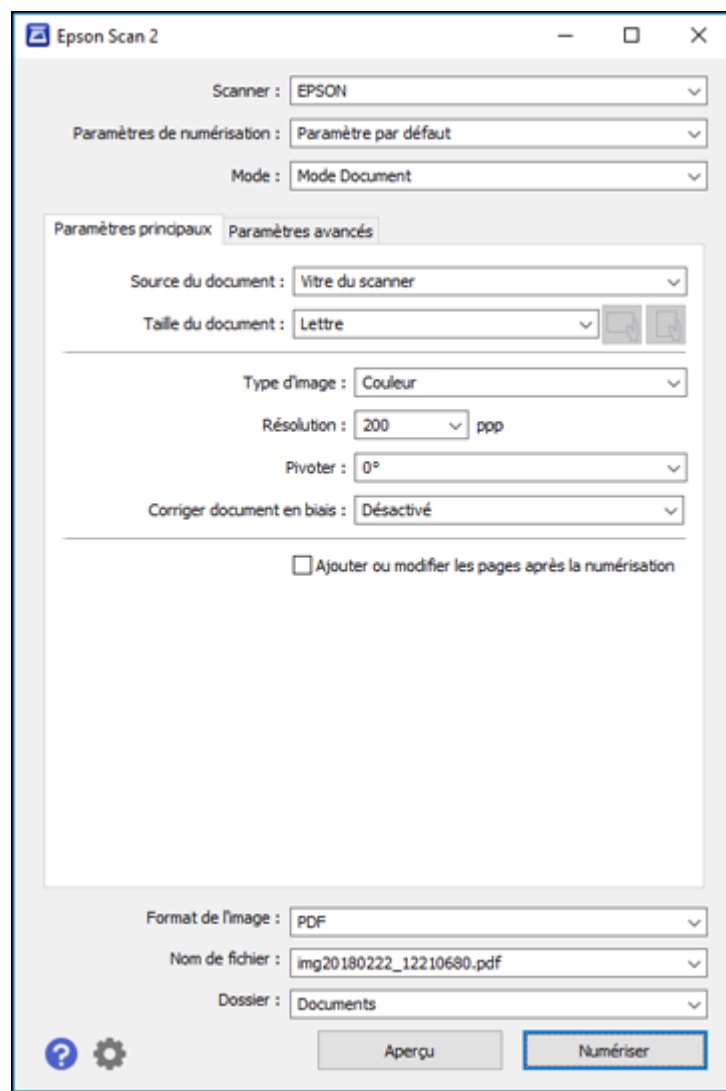 Epson Scan 2
Scanner : EPSON
Paramètres de numérisation : Paramètre par défaut
Mode : Mode Document
Paramètres principaux Paramètres avancés
Source du document : Vitre du scanner
Taille du document : Lettre
Type d'image : Couleur
Résolution : 200 ppp
Pivoter : 0°
Corriger document en biais : Désactivé
Ajouter ou modifier les pages après la numérisation
Format de l'image : PDF
Nom de fichier : img20180222_12210680.pdf
Dossier : Documents
? Aperçu Numériser